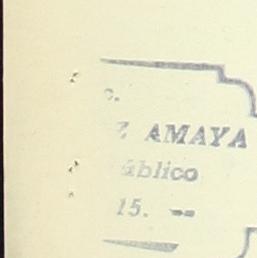 c.
Z AMAYA
úblico
15. --